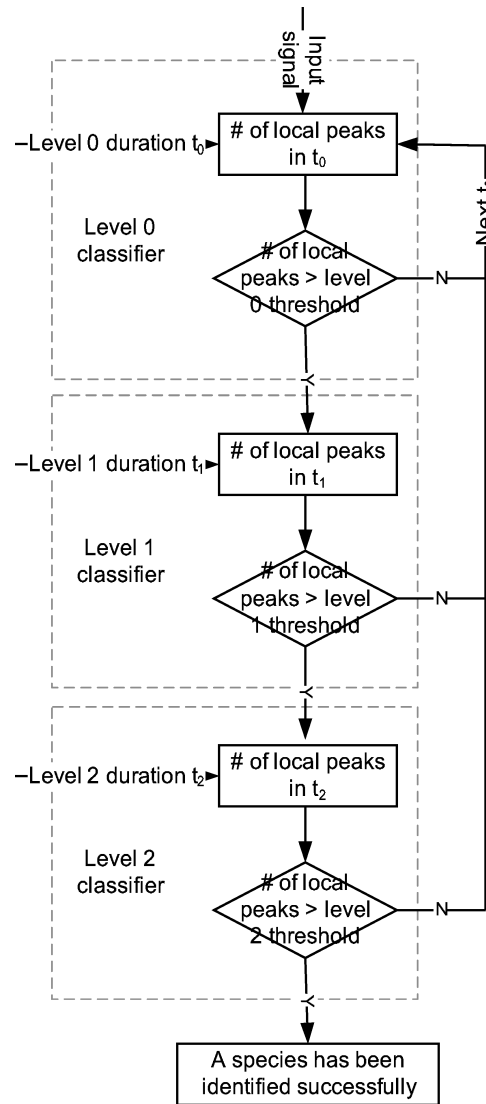 Input
signal
Level 0 duration t₀
# of local peaks
in t₀
Level 0
classifier
# of local
peaks > level
0 threshold
N
Y
Level 1 duration t₁
# of local peaks
in t₁
Level 1
classifier
# of local
peaks > level
1 threshold
N
Y
Level 2 duration t₂
# of local peaks
in t₂
Level 2
classifier
# of local
peaks > level
2 threshold
N
Y
A species has been
identified successfully
Next